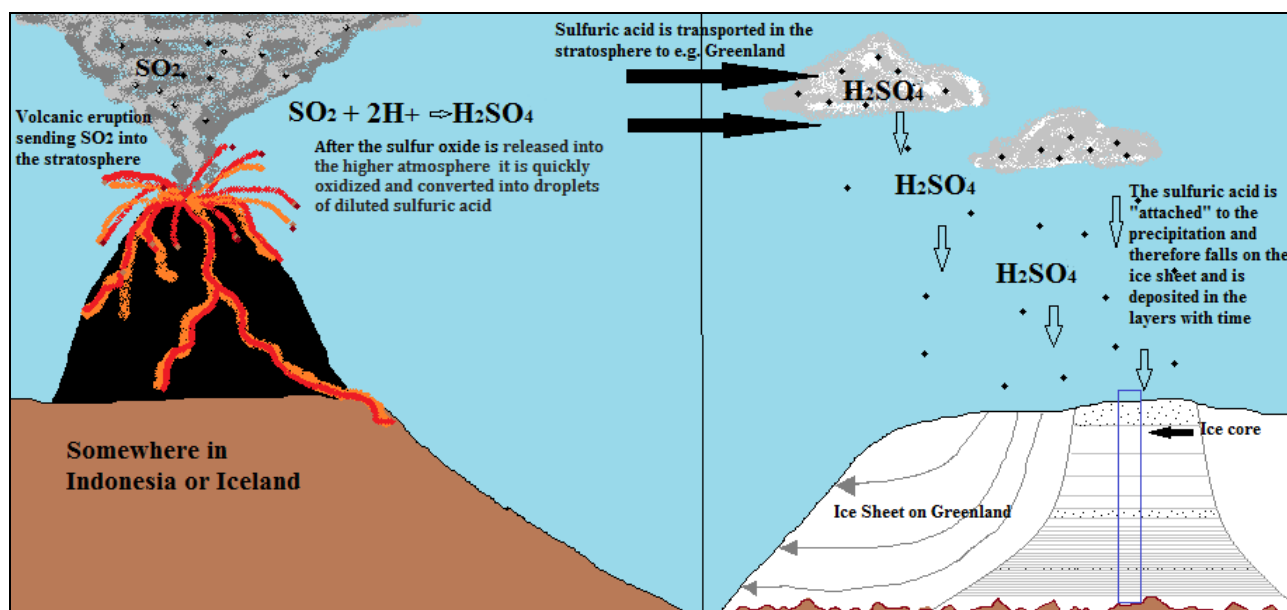 SO2
Volcanic eruption
sending SO2 into
the stratosphere
SO2 + 2H+ ⇨H2SO4
After the sulfur oxide is released into
the higher atmosphere it is quickly
oxidized and converted into droplets
of diluted sulfuric acid
Somewhere in
Indonesia or Iceland
Sulfuric acid is transported in the
stratosphere to e.g. Greenland
H2SO4
H2SO4
H2SO4
The sulfuric acid is
"attached" to the
precipitation and
therefore falls on the
ice sheet and is
deposited in the
layers with time
Ice core
Ice Sheet on Greenland